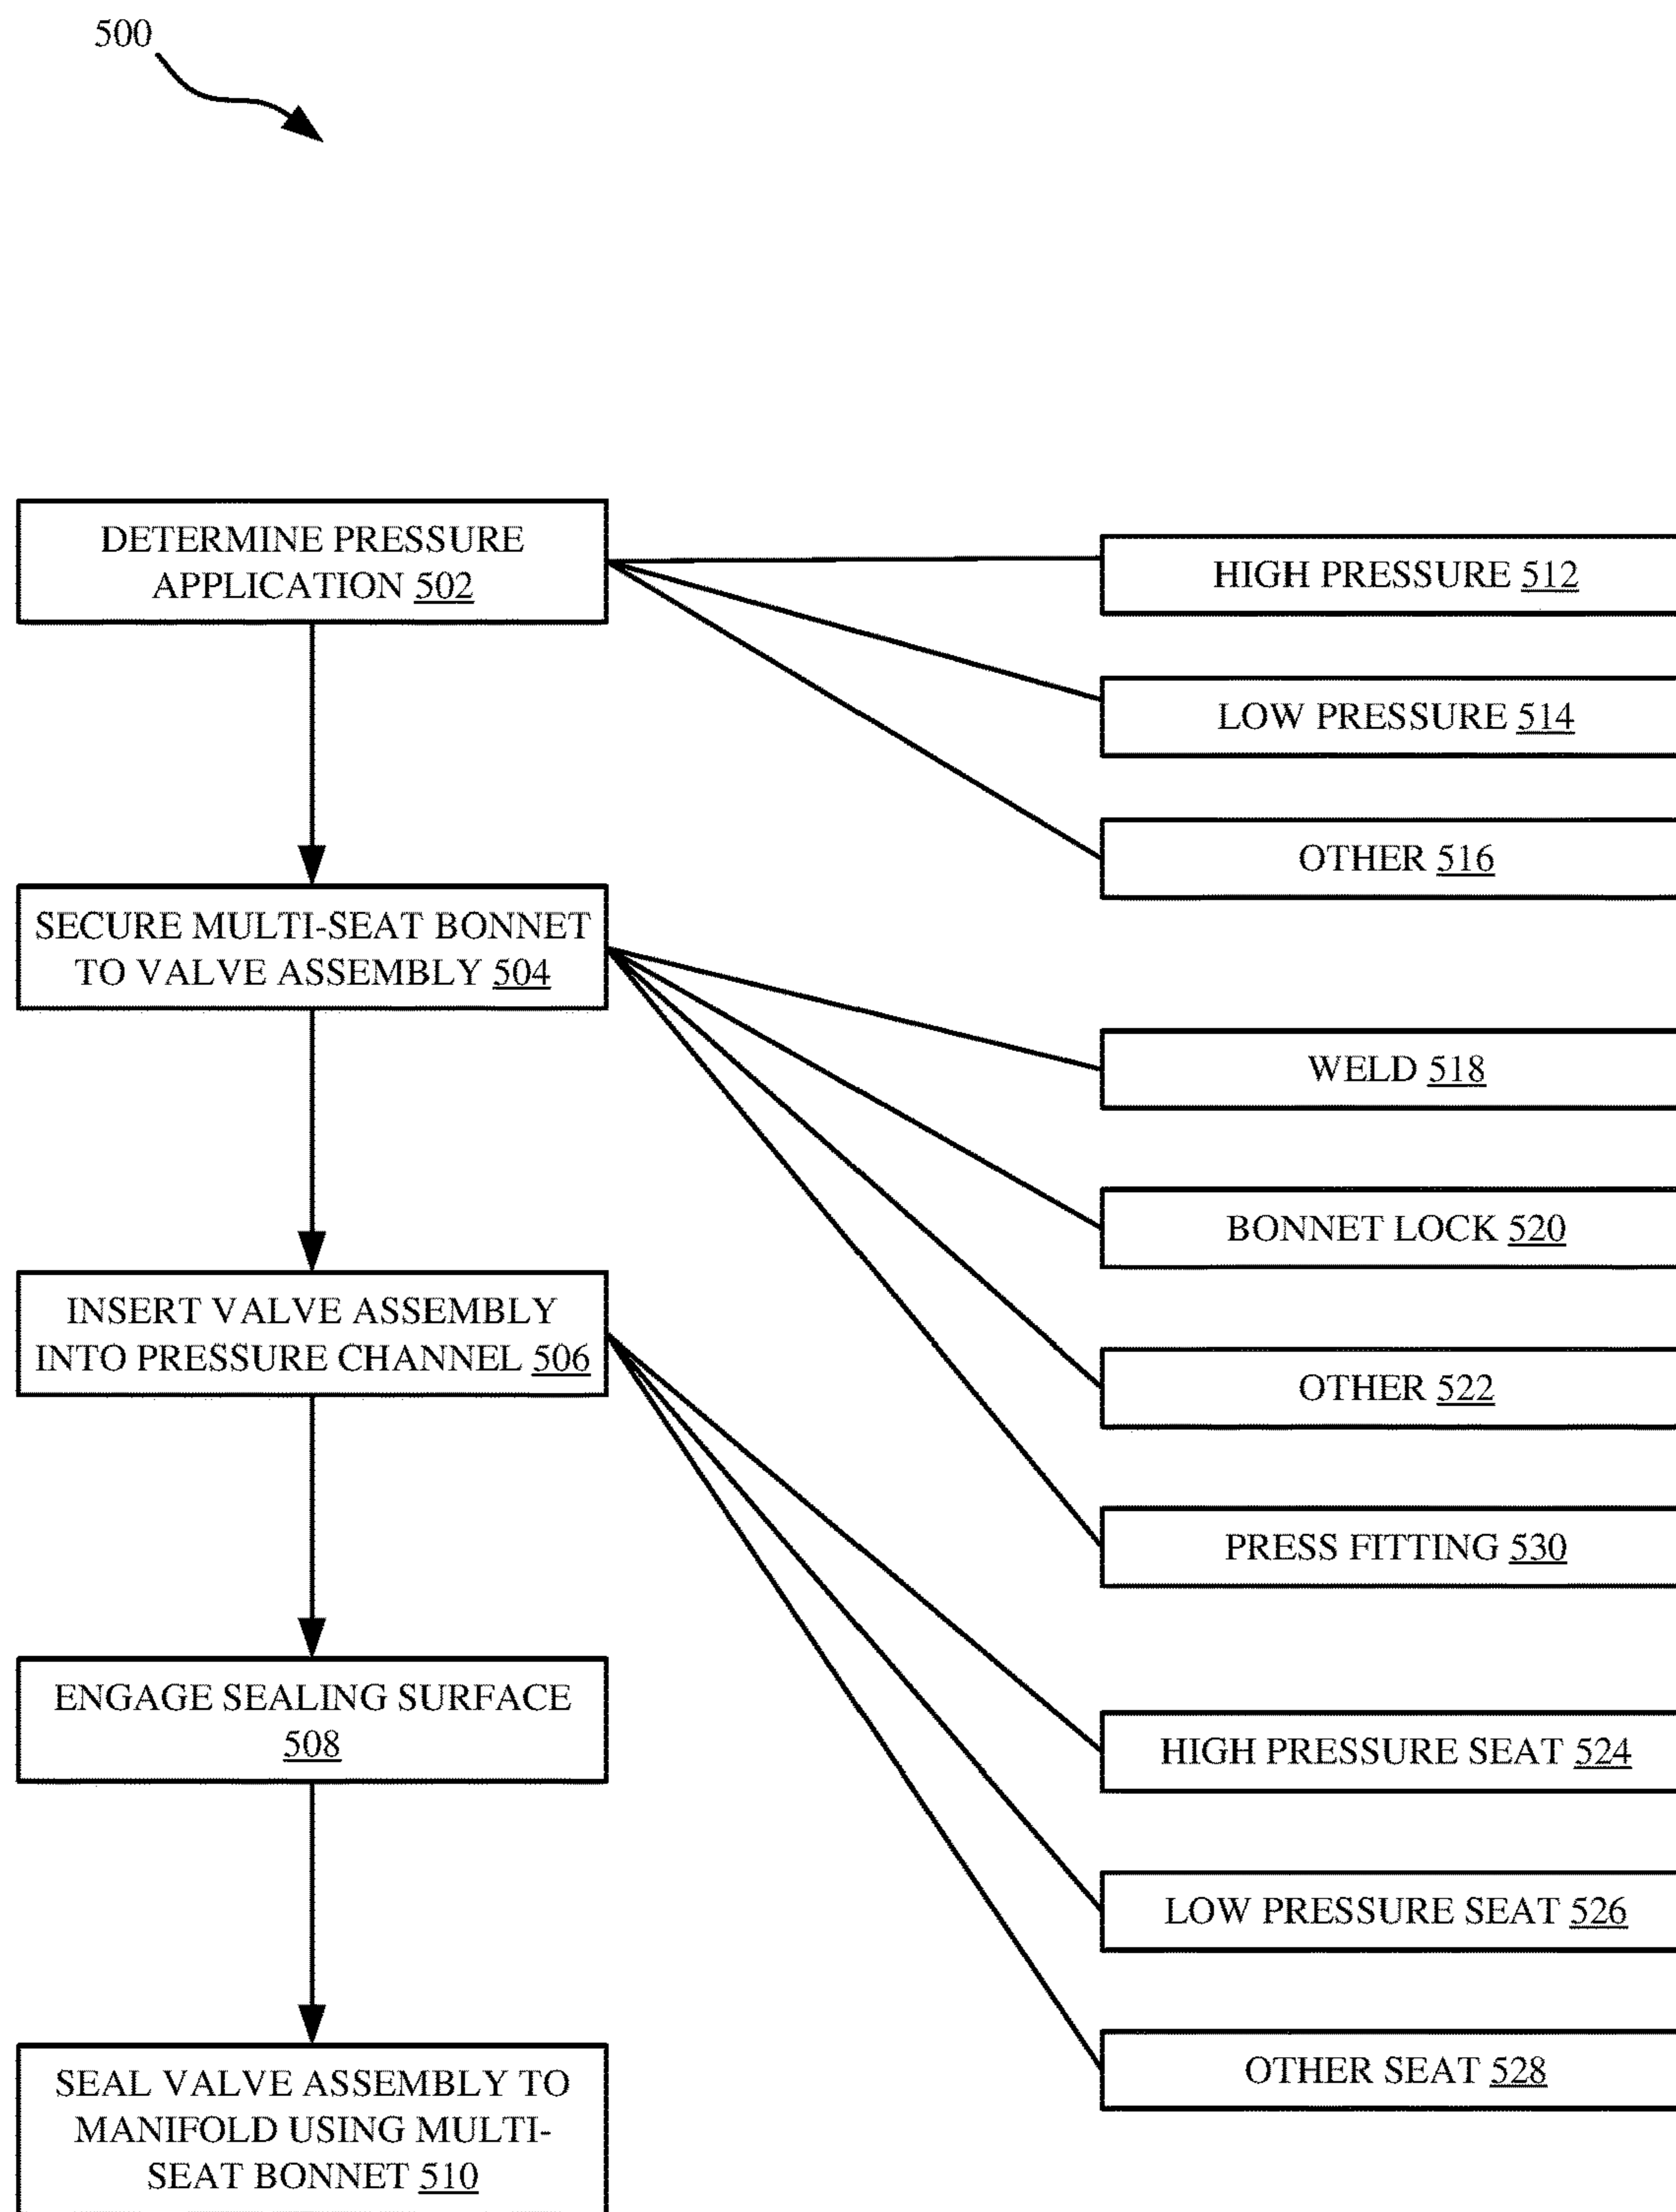 500
DETERMINE PRESSURE
APPLICATION 502
HIGH PRESSURE 512
LOW PRESSURE 514
OTHER 516
SECURE MULTI-SEAT BONNET
TO VALVE ASSEMBLY 504
WELD 518
BONNET LOCK 520
OTHER 522
PRESS FITTING 530
INSERT VALVE ASSEMBLY
INTO PRESSURE CHANNEL 506
HIGH PRESSURE SEAT 524
LOW PRESSURE SEAT 526
OTHER SEAT 528
ENGAGE SEALING SURFACE
508
SEAL VALVE ASSEMBLY TO
MANIFOLD USING MULTI-
SEAT BONNET 510